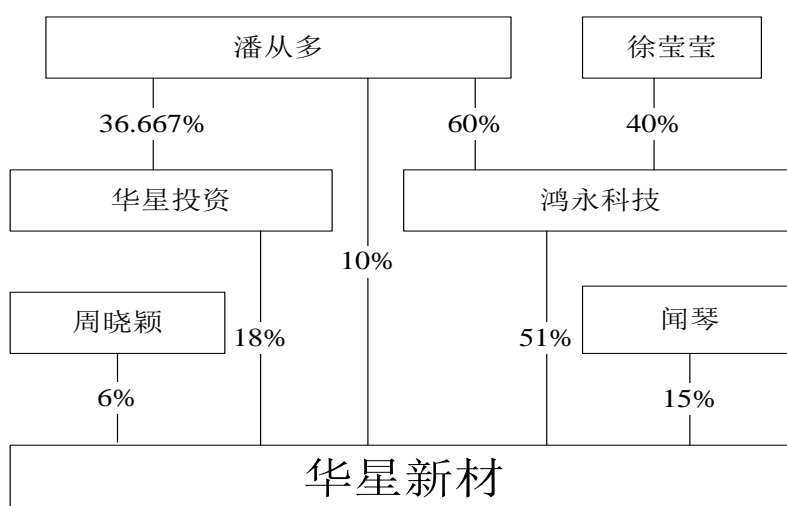 潘从多
徐莹莹
36.667%
60%
40%
华星投资
鸿永科技
10%
周晓颖
闻琴
18%
51%
6%
15%
华星新材